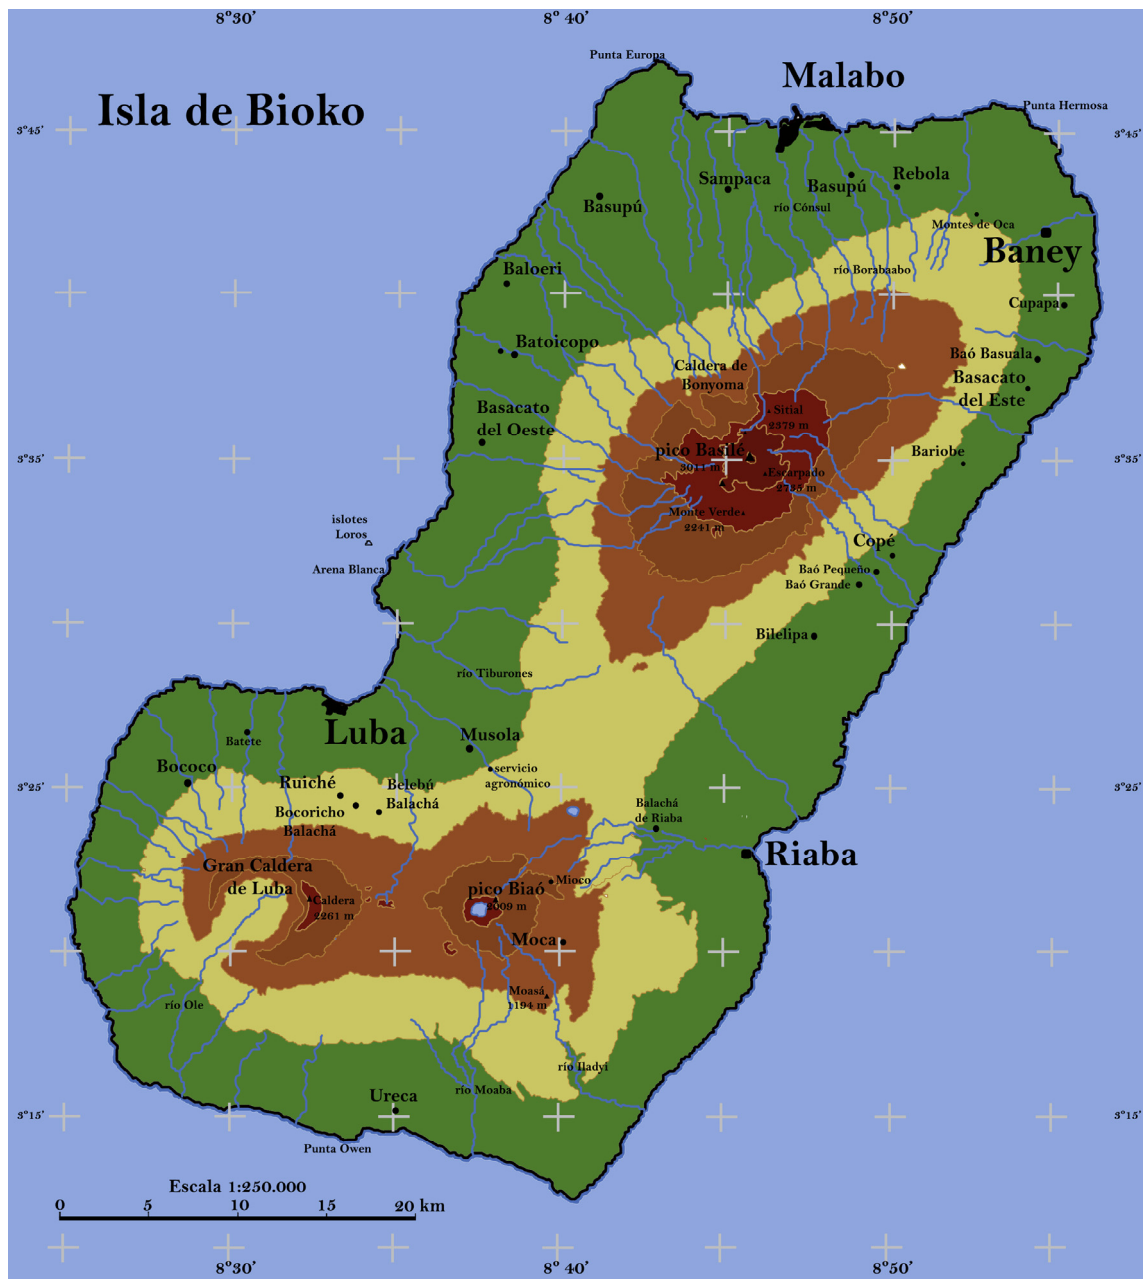 8°30’ 8°40’ 8°50’
Punta Europa
Malabo
Isla de Bioko
Punta Hermosa
3°45’ 3°45’
Sampaca
Basupú
Rebola
Basupú
río Cónsul
Montes de Oca
Baney
Baloeri
río Borabaabo
Cupapa
Batoicopo
Baó Basuala
Caldera de
Bonyoma
Basacato
del Este
Basacato
del Oeste
Sitial
2379 m
pico Basilé
3011 m
Bariobe
3°35’ 3°35’
Escarpado
Monte Verde
2241 m
islotes
Loros
Copé
Arena Blanca
Baó Pequeño
Baó Grande
Bilelipa
río Tiburones
Luba
Musola
Batete
Bococo
servicio
agronómico
Ruiché
Belebú
Balachá
3°25’ 3°25’
Bocoricho
Balachá
Balachá
de Riaba
Riaba
Gran Caldera
de Luba
Caldera
2261 m
pico Biaó
2009 m
Mioco
Moca
Moasá
1194 m
río Ole
río Iladyi
río Moaba
Ureca
3°15’ 3°15’
Punta Owen
Escala 1:250.000
0 5 10 15 20 km
8°30’ 8°40’ 8°50’